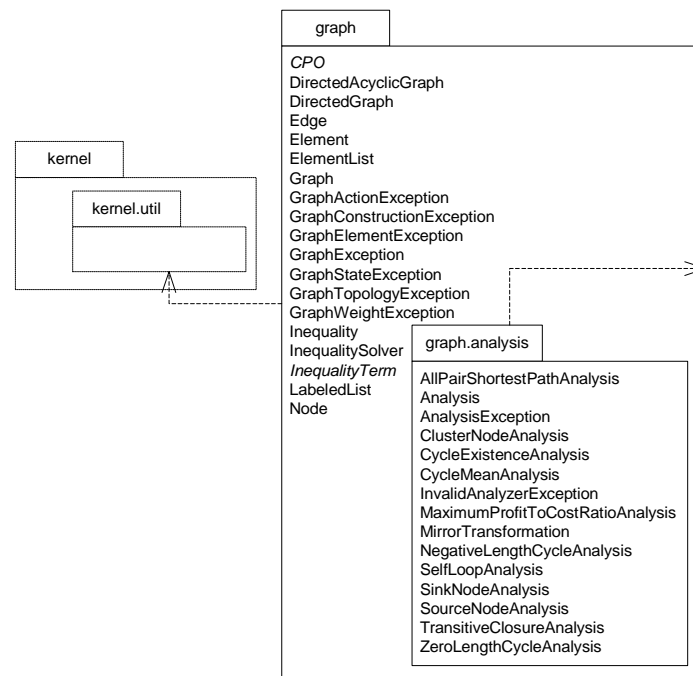 graph
CPO
DirectedAcyclicGraph
DirectedGraph
Edge
Element
ElementList
Graph
GraphActionException
GraphConstructionException
GraphElementException
GraphException
GraphStateException
GraphTopologyException
GraphWeightException
Inequality
InequalitySolver
InequalityTerm
LabeledList
Node
kernel
kernel.util
graph.analysis
AllPairShortestPathAnalysis
Analysis
AnalysisException
ClusterNodeAnalysis
CycleExistenceAnalysis
CycleMeanAnalysis
InvalidAnalyzerException
MaximumProfitToCostRatioAnalysis
MirrorTransformation
NegativeLengthCycleAnalysis
SelfLoopAnalysis
SinkNodeAnalysis
SourceNodeAnalysis
TransitiveClosureAnalysis
ZeroLengthCycleAnalysis